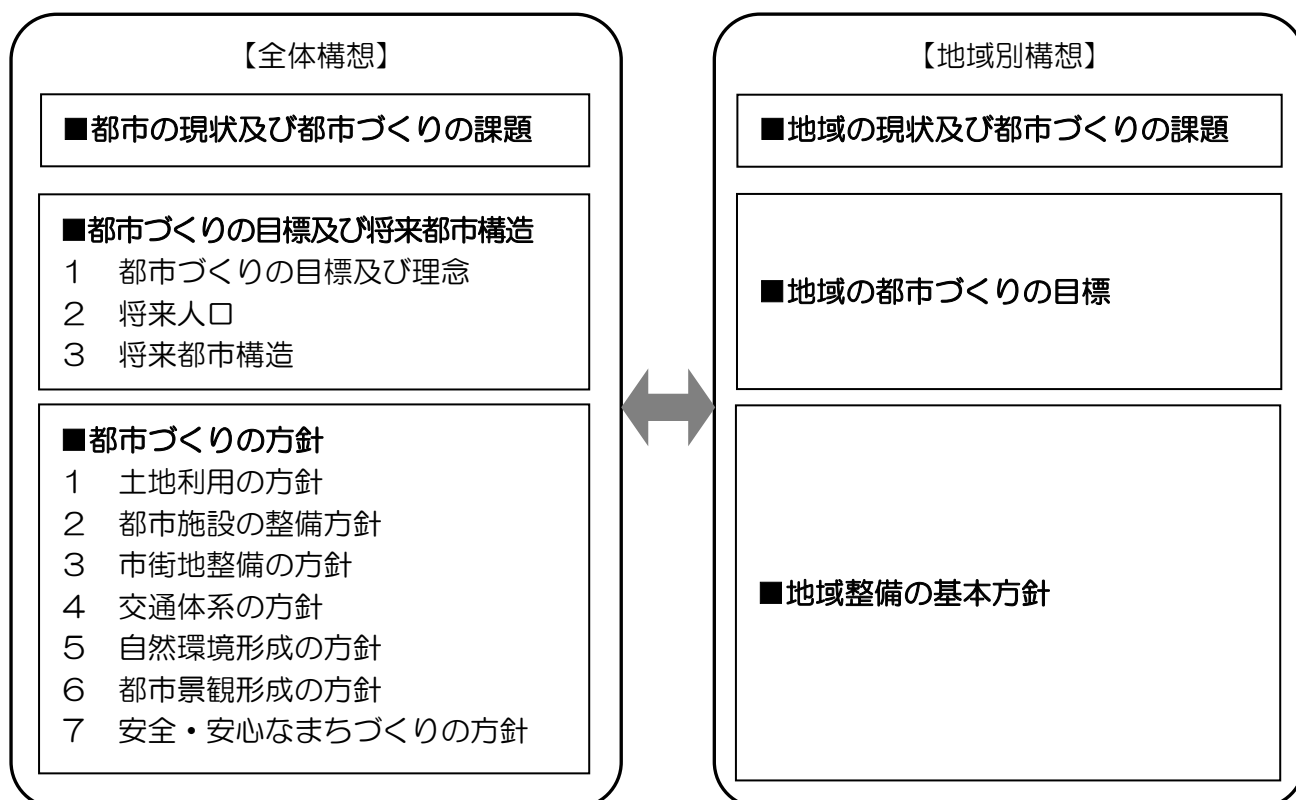 【全体構想】
■都市の現状及び都市づくりの課題
■都市づくりの目標及び将来都市構造
1 都市づくりの目標及び理念
2 将来人口
3 将来都市構造
■都市づくりの方針
1 土地利用の方針
2 都市施設の整備方針
3 市街地整備の方針
4 交通体系の方針
5 自然環境形成の方針
6 都市景観形成の方針
7 安全・安心なまちづくりの方針
【地域別構想】
■地域の現状及び都市づくりの課題
■地域の都市づくりの目標
■地域整備の基本方針